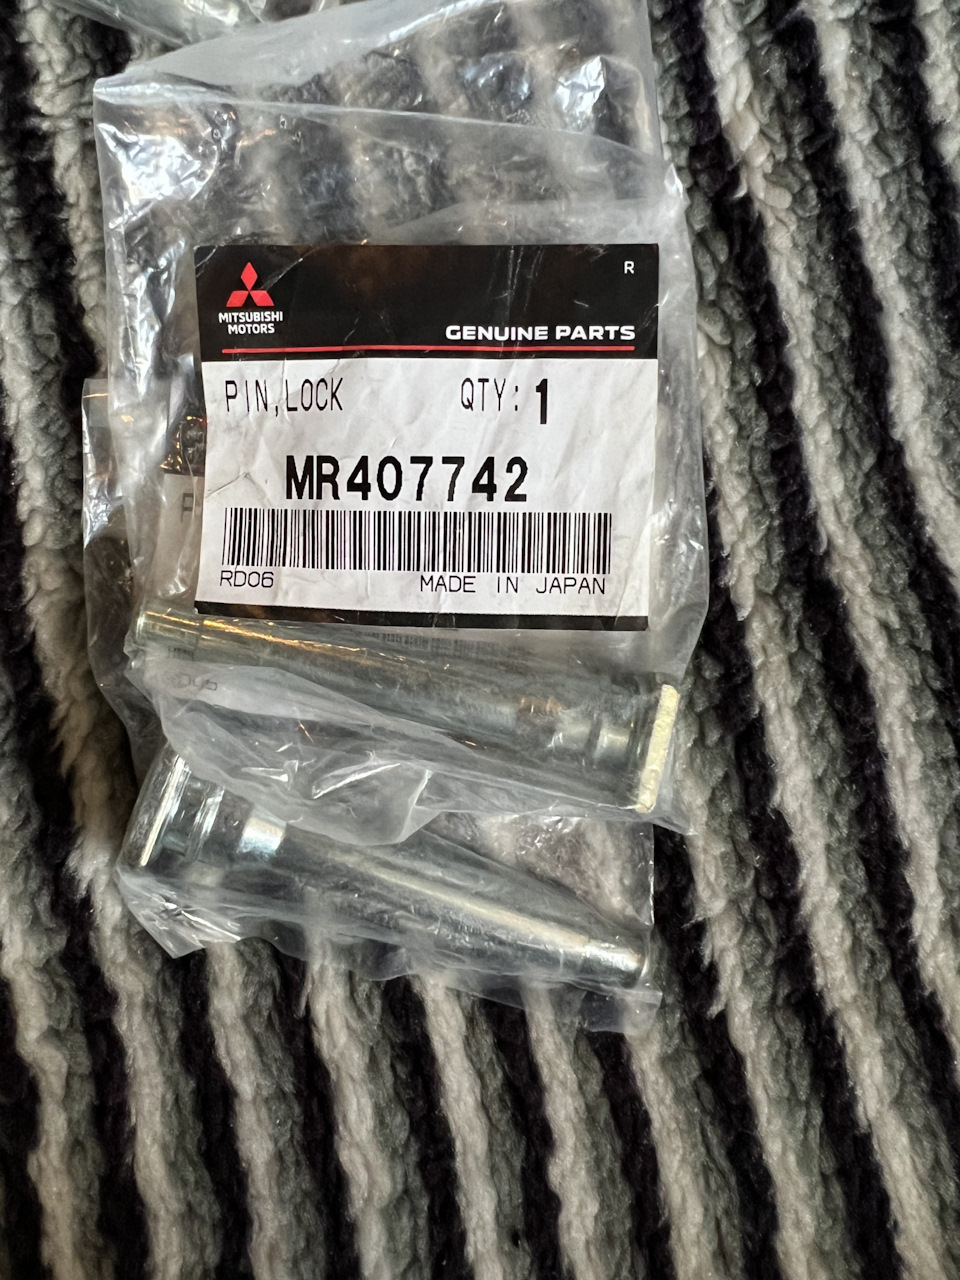 R
MITSUBISHI
MOTORS
GENUINE PARTS
PIN,LOCK QTY: 1
MR407742
RD06 MADE IN JAPAN